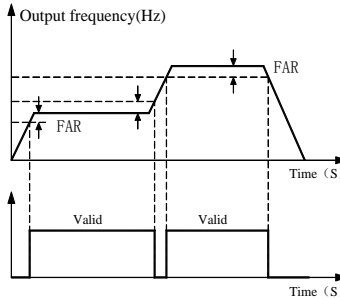 Output frequency(Hz)
FAR
FAR
Time（S
Valid
Valid
Time（S